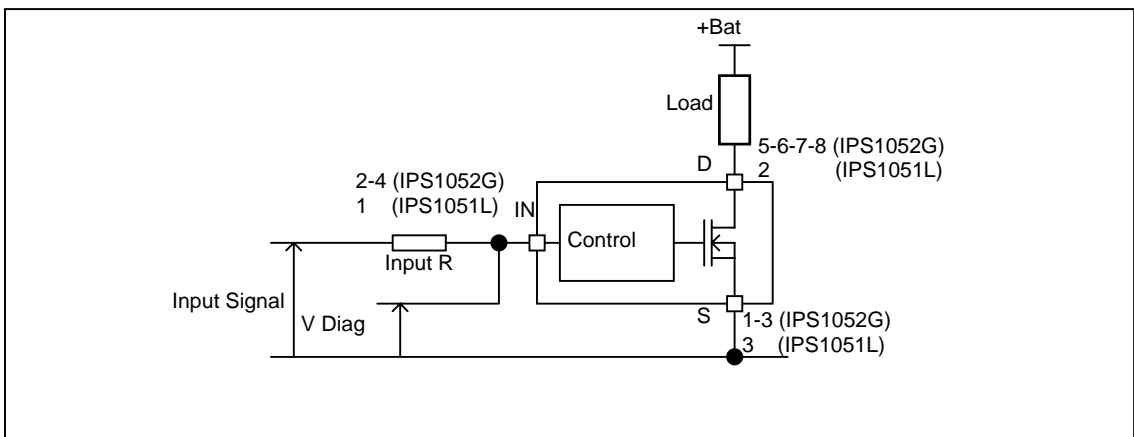 +Bat
Load
5-6-7-8 (IPS1052G)
D
2 (IPS1051L)
2-4 (IPS1052G)
1 (IPS1051L)
IN
Control
Input R
Input Signal
V Diag
S
1-3 (IPS1052G)
3 (IPS1051L)